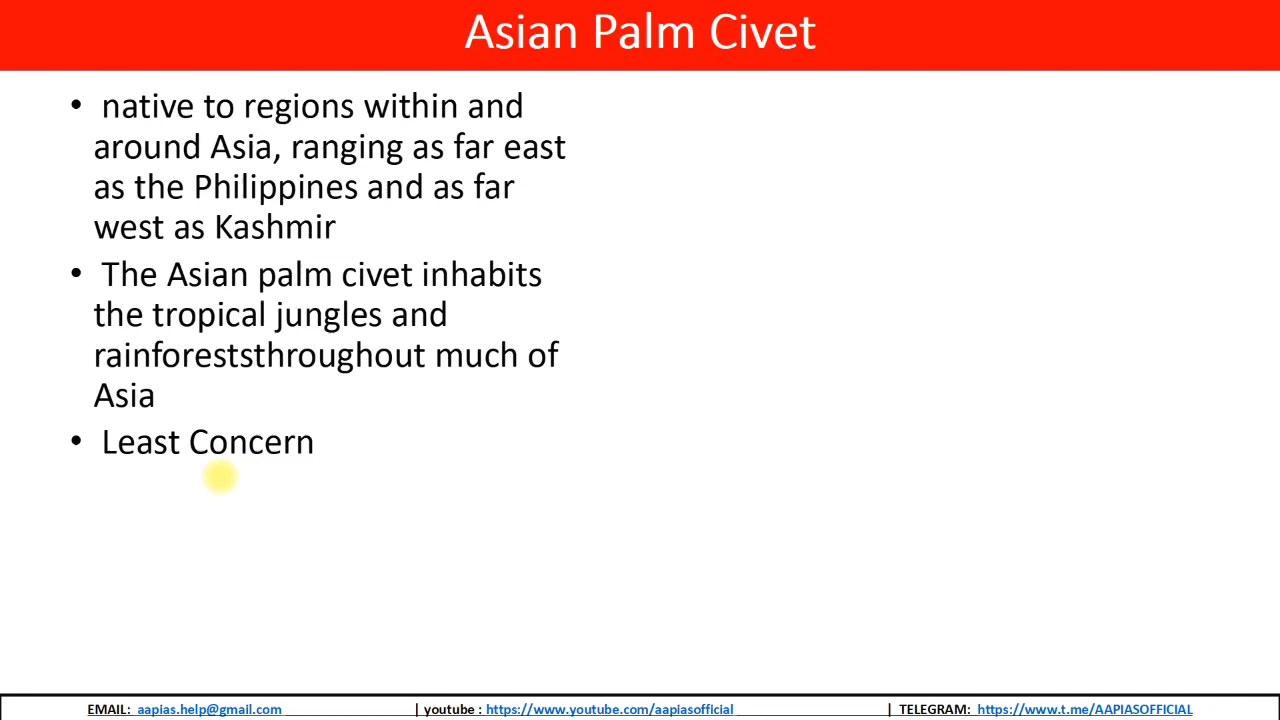 Asian Palm Civet
• native to regions within and
around Asia, ranging as far east
as the Philippines and as far
west as Kashmir
• The Asian palm civet inhabits
the tropical jungles and
rainforeststhroughout much of
Asia
• Least Concern
EMAIL: aapias.help@gmail.com | youtube : https://www.youtube.com/aapiasofficial | TELEGRAM: https://www.t.me/AAPIASOFFICIAL